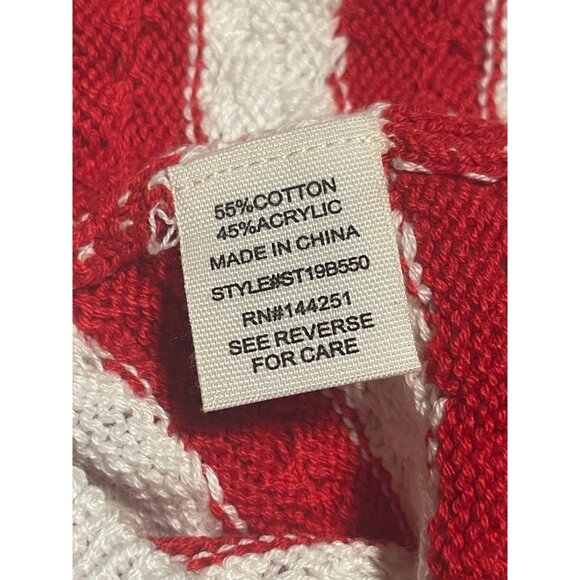 55%COTTON
45%ACRYLIC
MADE IN CHINA
STYLE#ST19B550
RN#144251
SEE REVERSE
FOR CARE